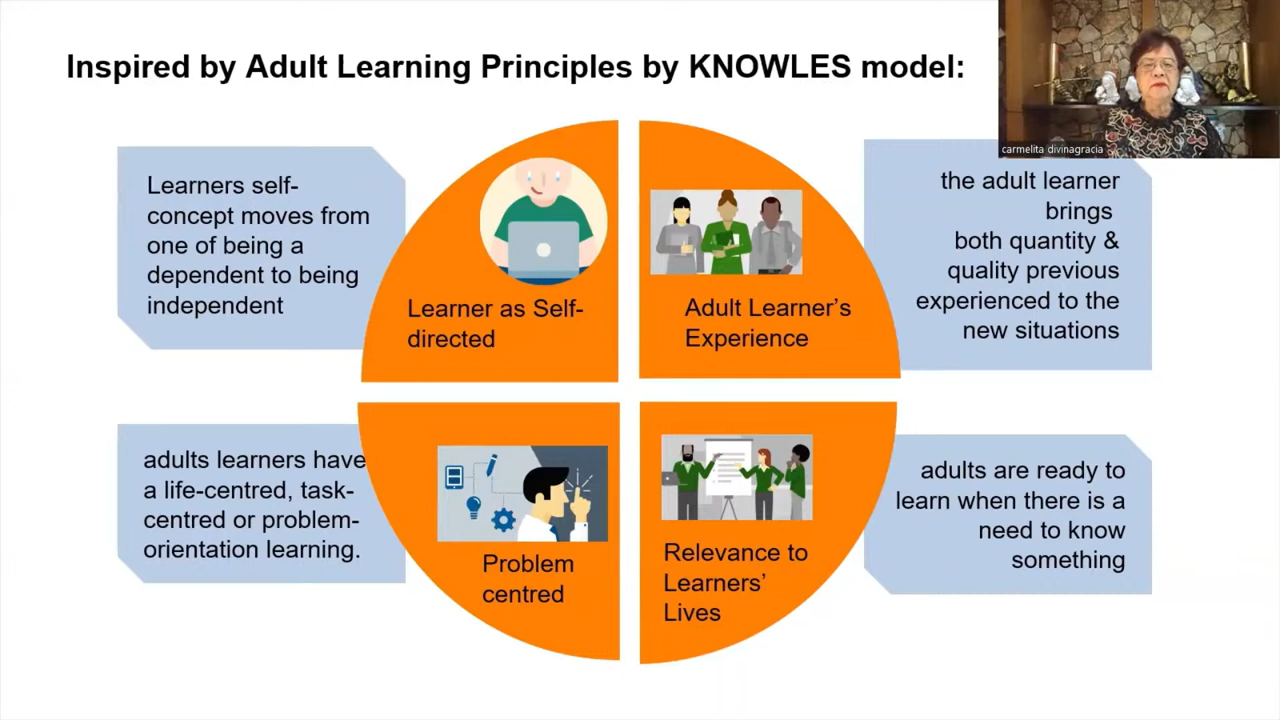 Inspired by Adult Learning Principles by KNOWLES model:
carmelita divinagracia
Learners self-
concept moves from
one of being a
dependent to being
independent
Learner as Self-
directed
Adult Learner's
Experience
the adult learner
brings
both quantity &
quality previous
experienced to the
new situations
adults learners have
a life-centred, task-
centred or problem-
orientation learning.
Problem
centred
Relevance to
Learners'
Lives
adults are ready to
learn when there is a
need to know
something